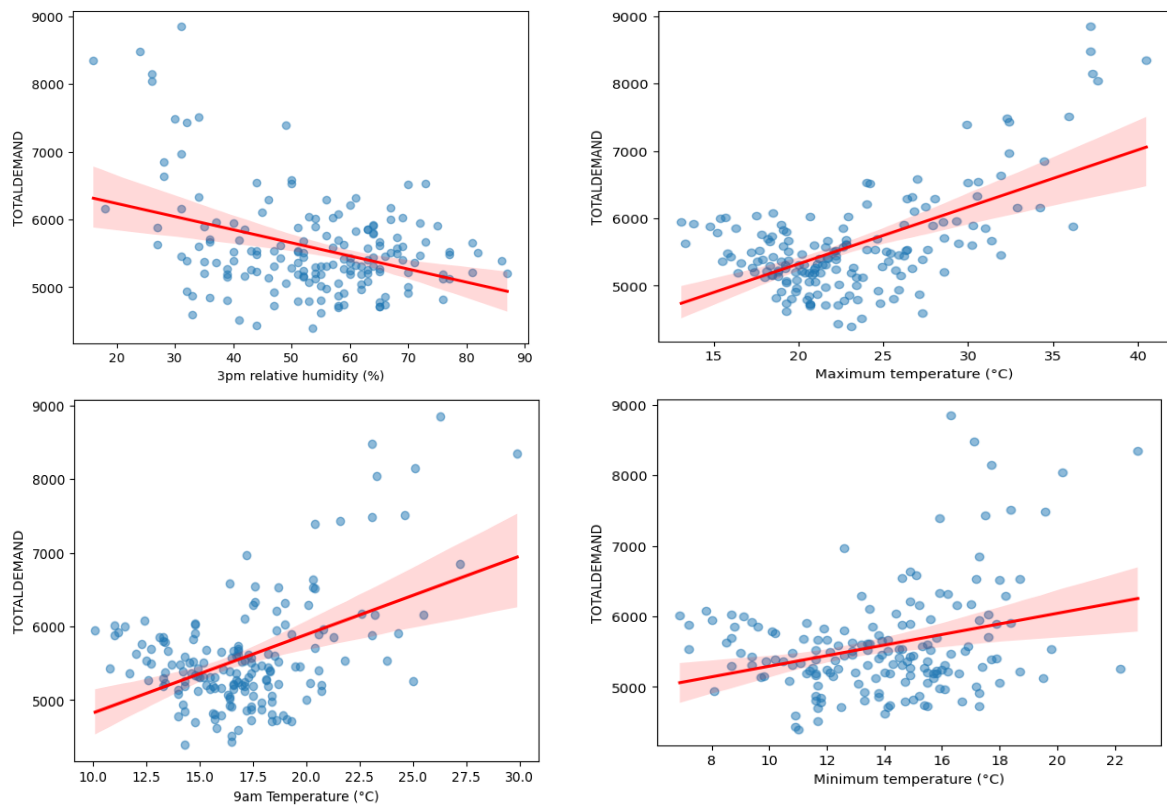 9000
8000
7000
6000
5000
TOTALDEMAND
20 30 40 50 60 70 80 90
3pm relative humidity (%)
9000
8000
7000
6000
5000
TOTALDEMAND
15 20 25 30 35 40
Maximum temperature (°C)
9000
8000
7000
6000
5000
TOTALDEMAND
10.0 12.5 15.0 17.5 20.0 22.5 25.0 27.5 30.0
9am Temperature (°C)
9000
8000
7000
6000
5000
TOTALDEMAND
8 10 12 14 16 18 20 22
Minimum temperature (°C)